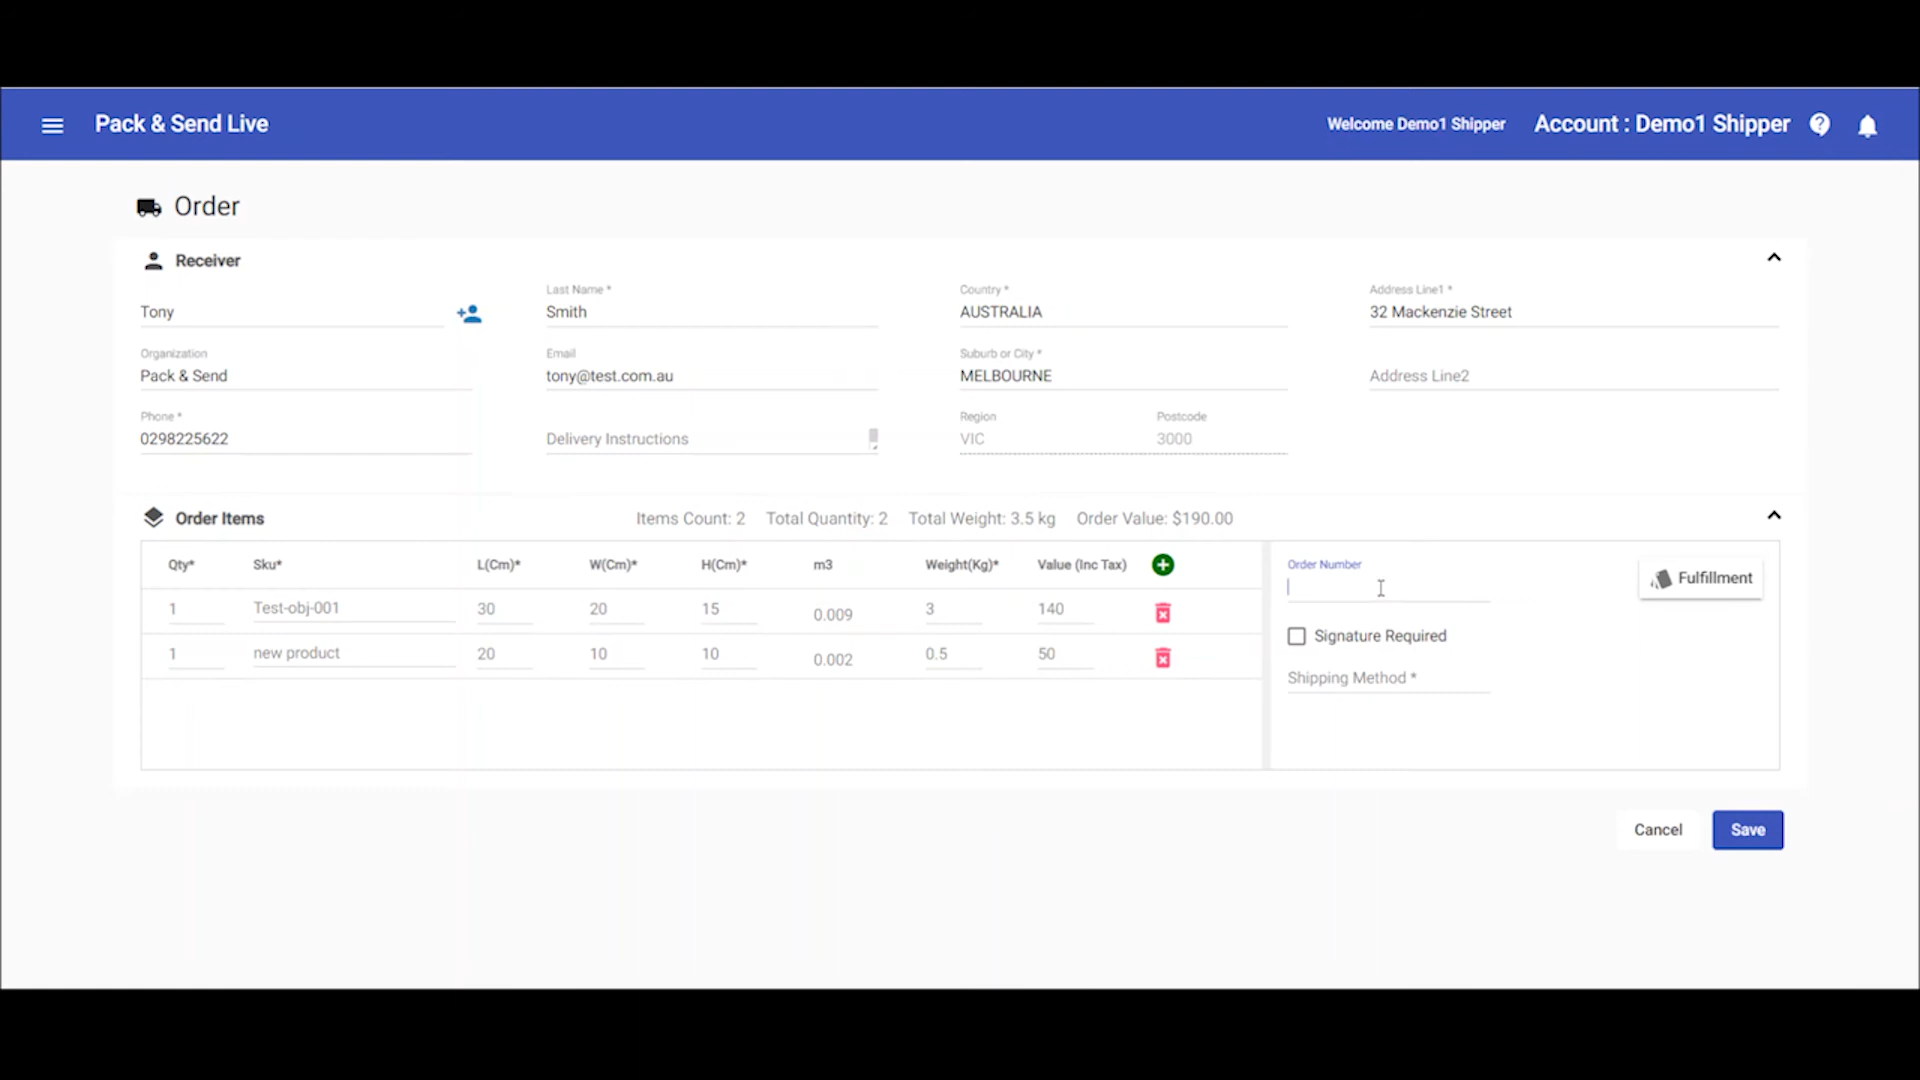 Pack & Send Live
Welcome Demo1 Shipper
Account : Demo1 Shipper
Order
Receiver
Tony
Last Name *
Smith
Country *
AUSTRALIA
Address Line1 *
32 Mackenzie Street
Organization
Pack & Send
Email
tony@test.com.au
Suburb or City *
MELBOURNE
Address Line2
Phone *
0298225622
Delivery Instructions
Region
VIC
Postcode
3000
Order Items
Items Count: 2 Total Quantity: 2 Total Weight: 3.5 kg Order Value: $190.00
Qty* Sku* L(Cm)* W(Cm)* H(Cm)* m3 Weight(Kg)* Value (Inc Tax)
1 Test-obj-001 30 20 15 0.009 3 140
1 new product 20 10 10 0.002 0.5 50
Order Number
Fulfillment
Signature Required
Shipping Method *
Cancel
Save